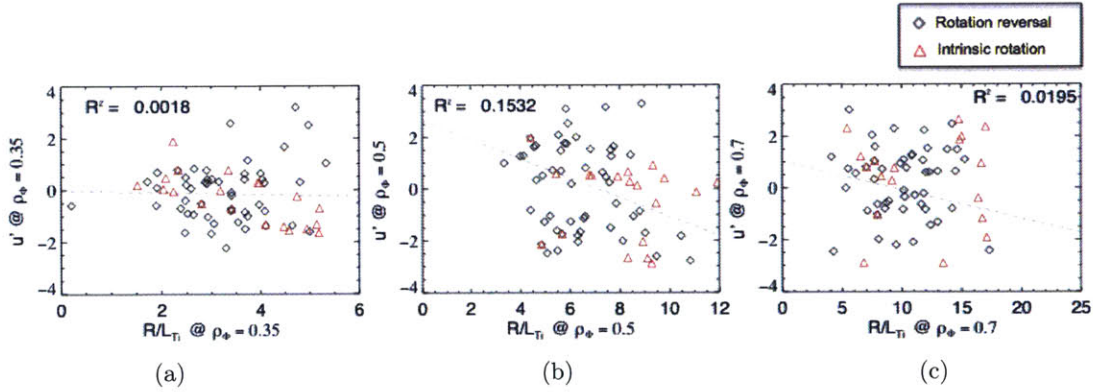 Rotation reversal
Intrinsic rotation
R² = 0.0018
u' @ ρΦ = 0.35
4
2
0
−2
−4
0 2 4 6
R/LTi @ ρΦ = 0.35
(a)
R² = 0.1532
u' @ ρΦ = 0.5
4
2
0
−2
−4
0 2 4 6 8 10 12
R/LTi @ ρΦ = 0.5
(b)
R² = 0.0195
u' @ ρΦ = 0.7
4
2
0
−2
−4
0 5 10 15 20 25
R/LTi @ ρΦ = 0.7
(c)